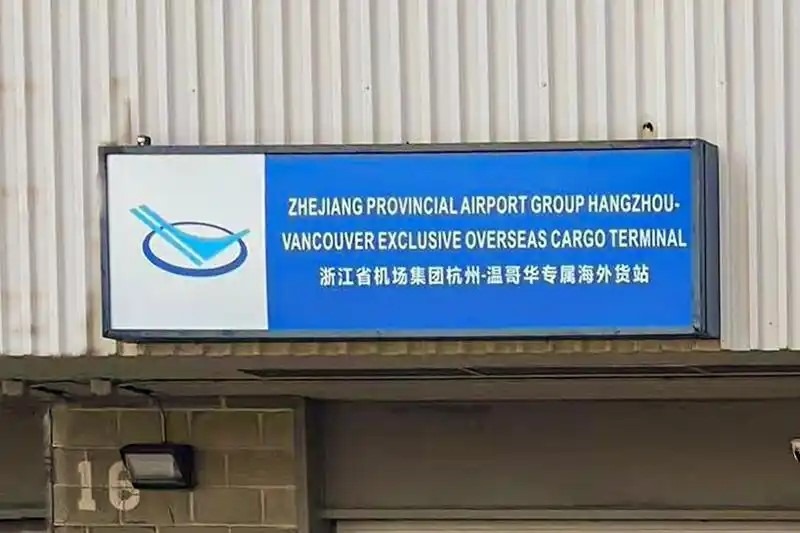 ZHEJIANG PROVINCIAL AIRPORT GROUP HANGZHOU-
VANCOUVER EXCLUSIVE OVERSEAS CARGO TERMINAL
浙江省机场集团杭州-温哥华专属海外货站
16